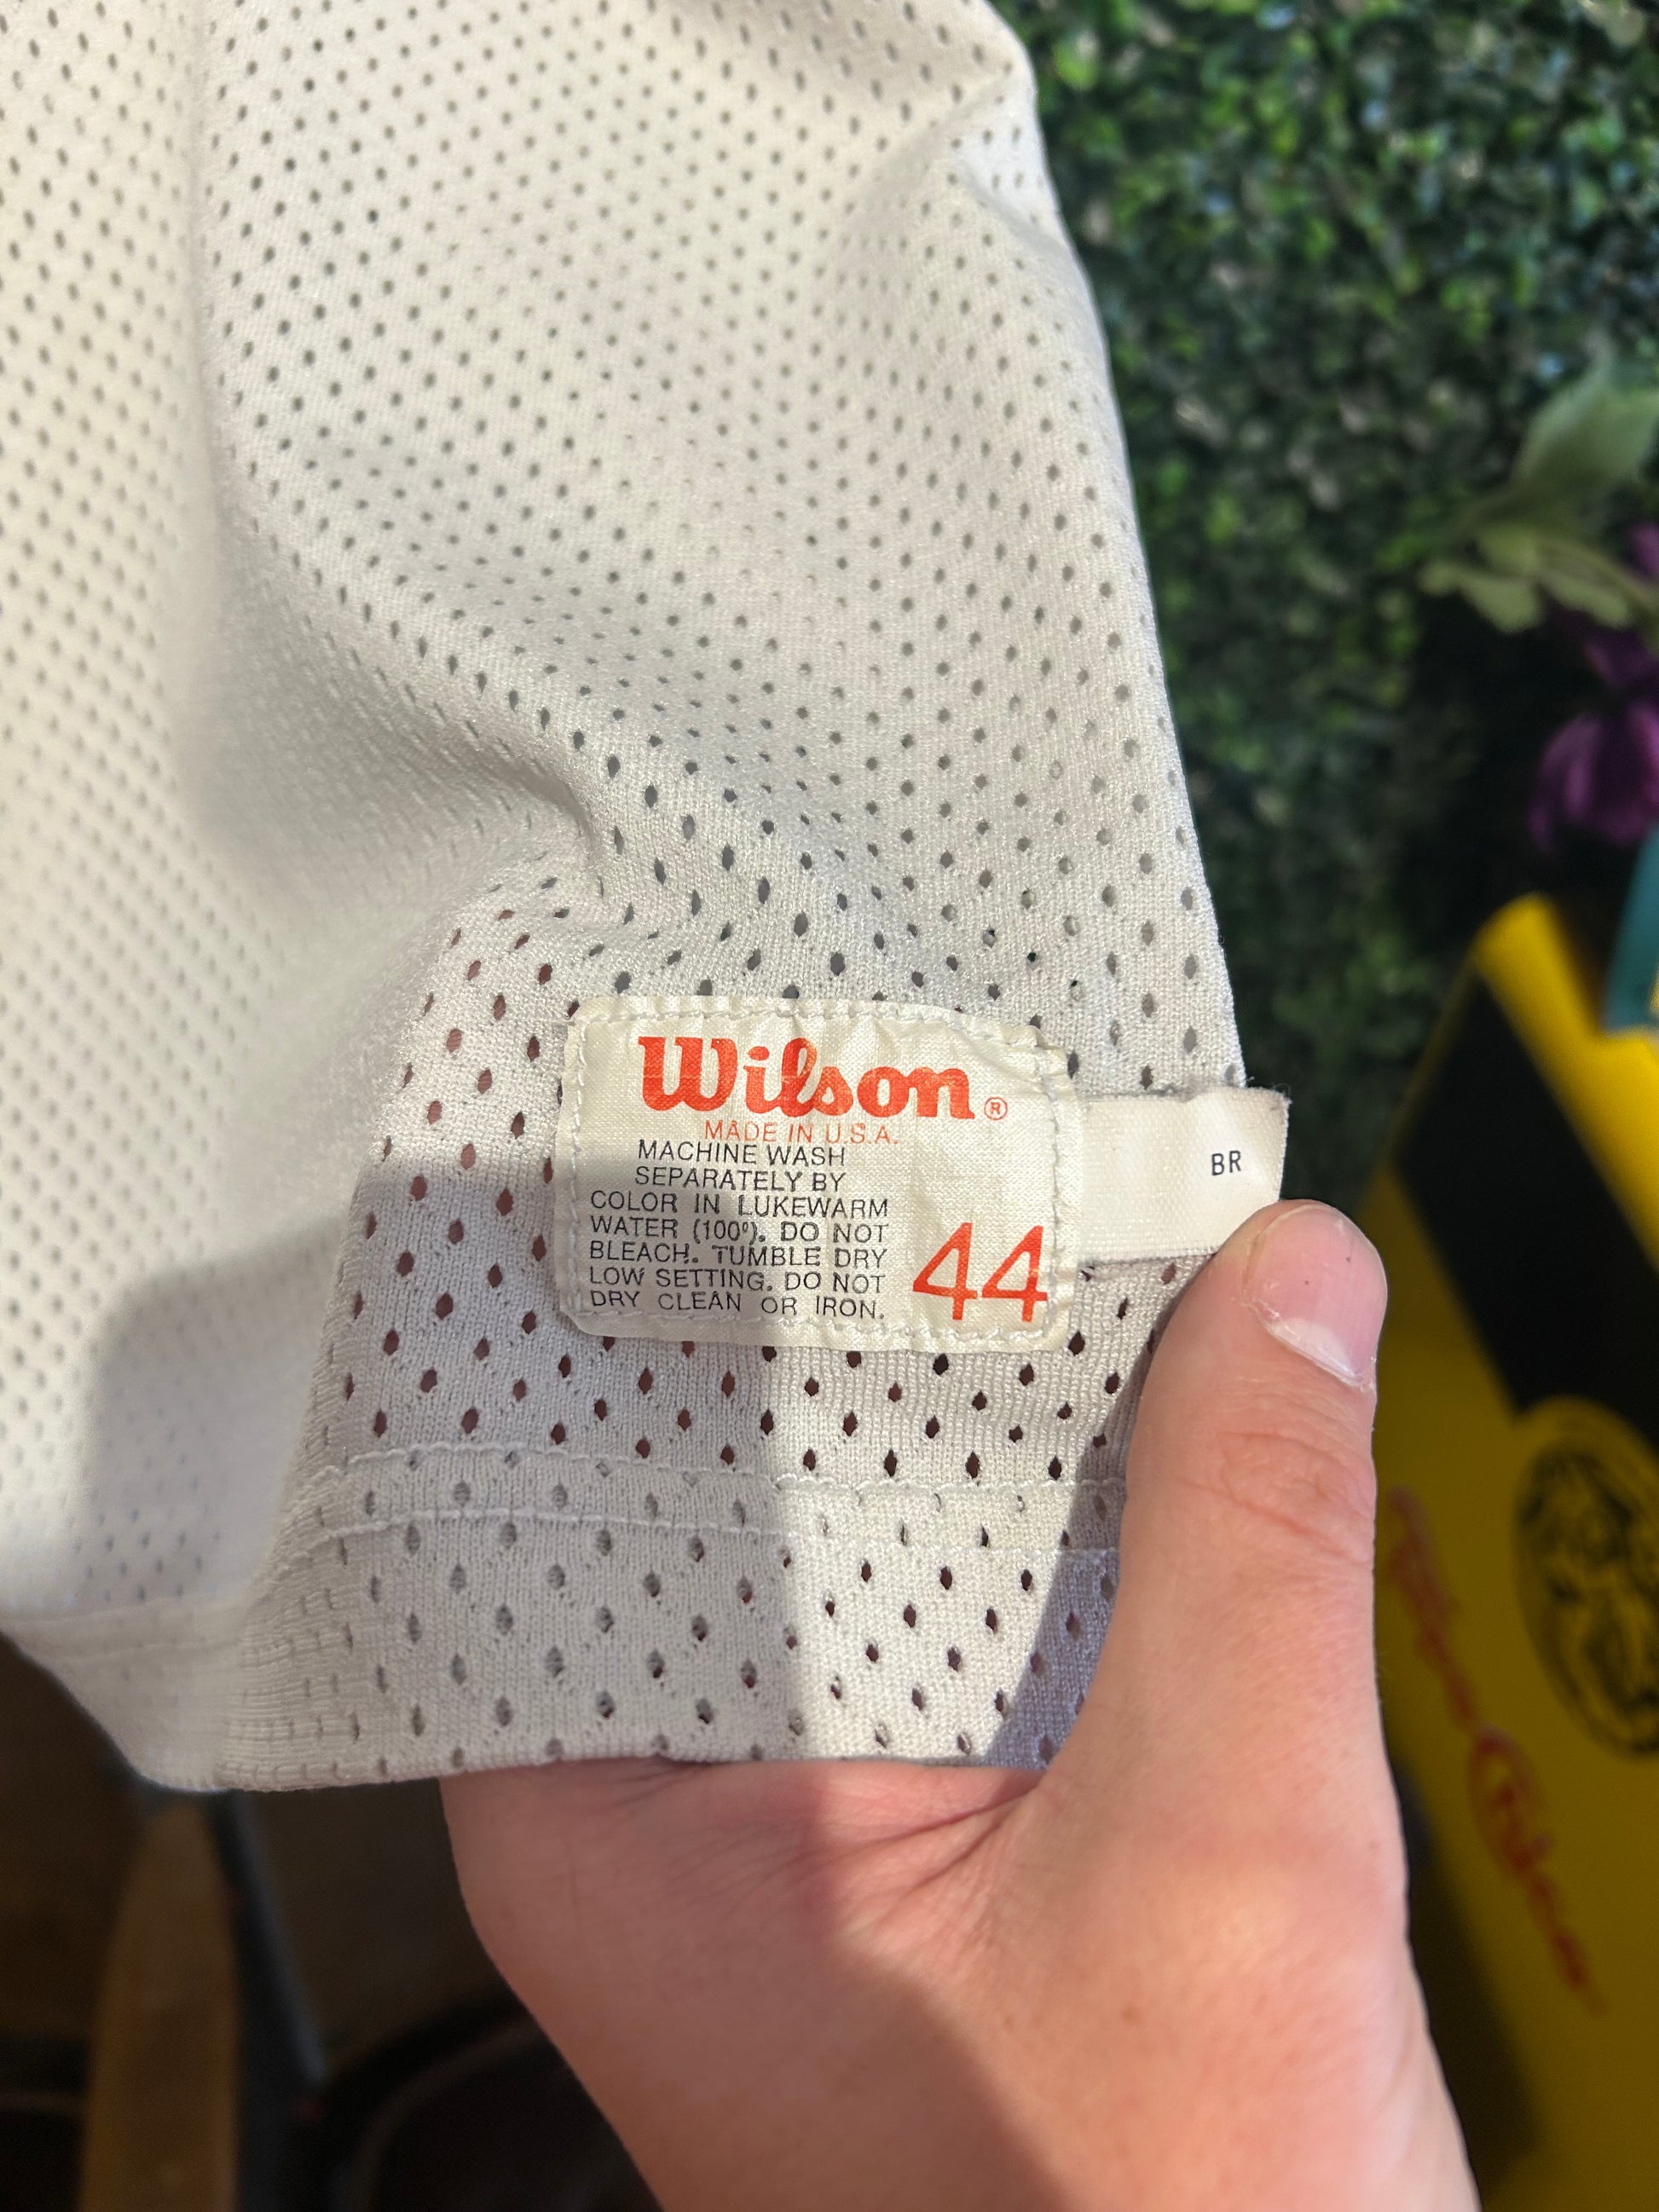 Wilson®
MADE IN U.S.A.
MACHINE WASH
SEPARATELY BY
COLOR IN LUKEWARM
WATER (100°). DO NOT
BLEACH. TUMBLE DRY
LOW SETTING. DO NOT
DRY CLEAN OR IRON.
44
BR